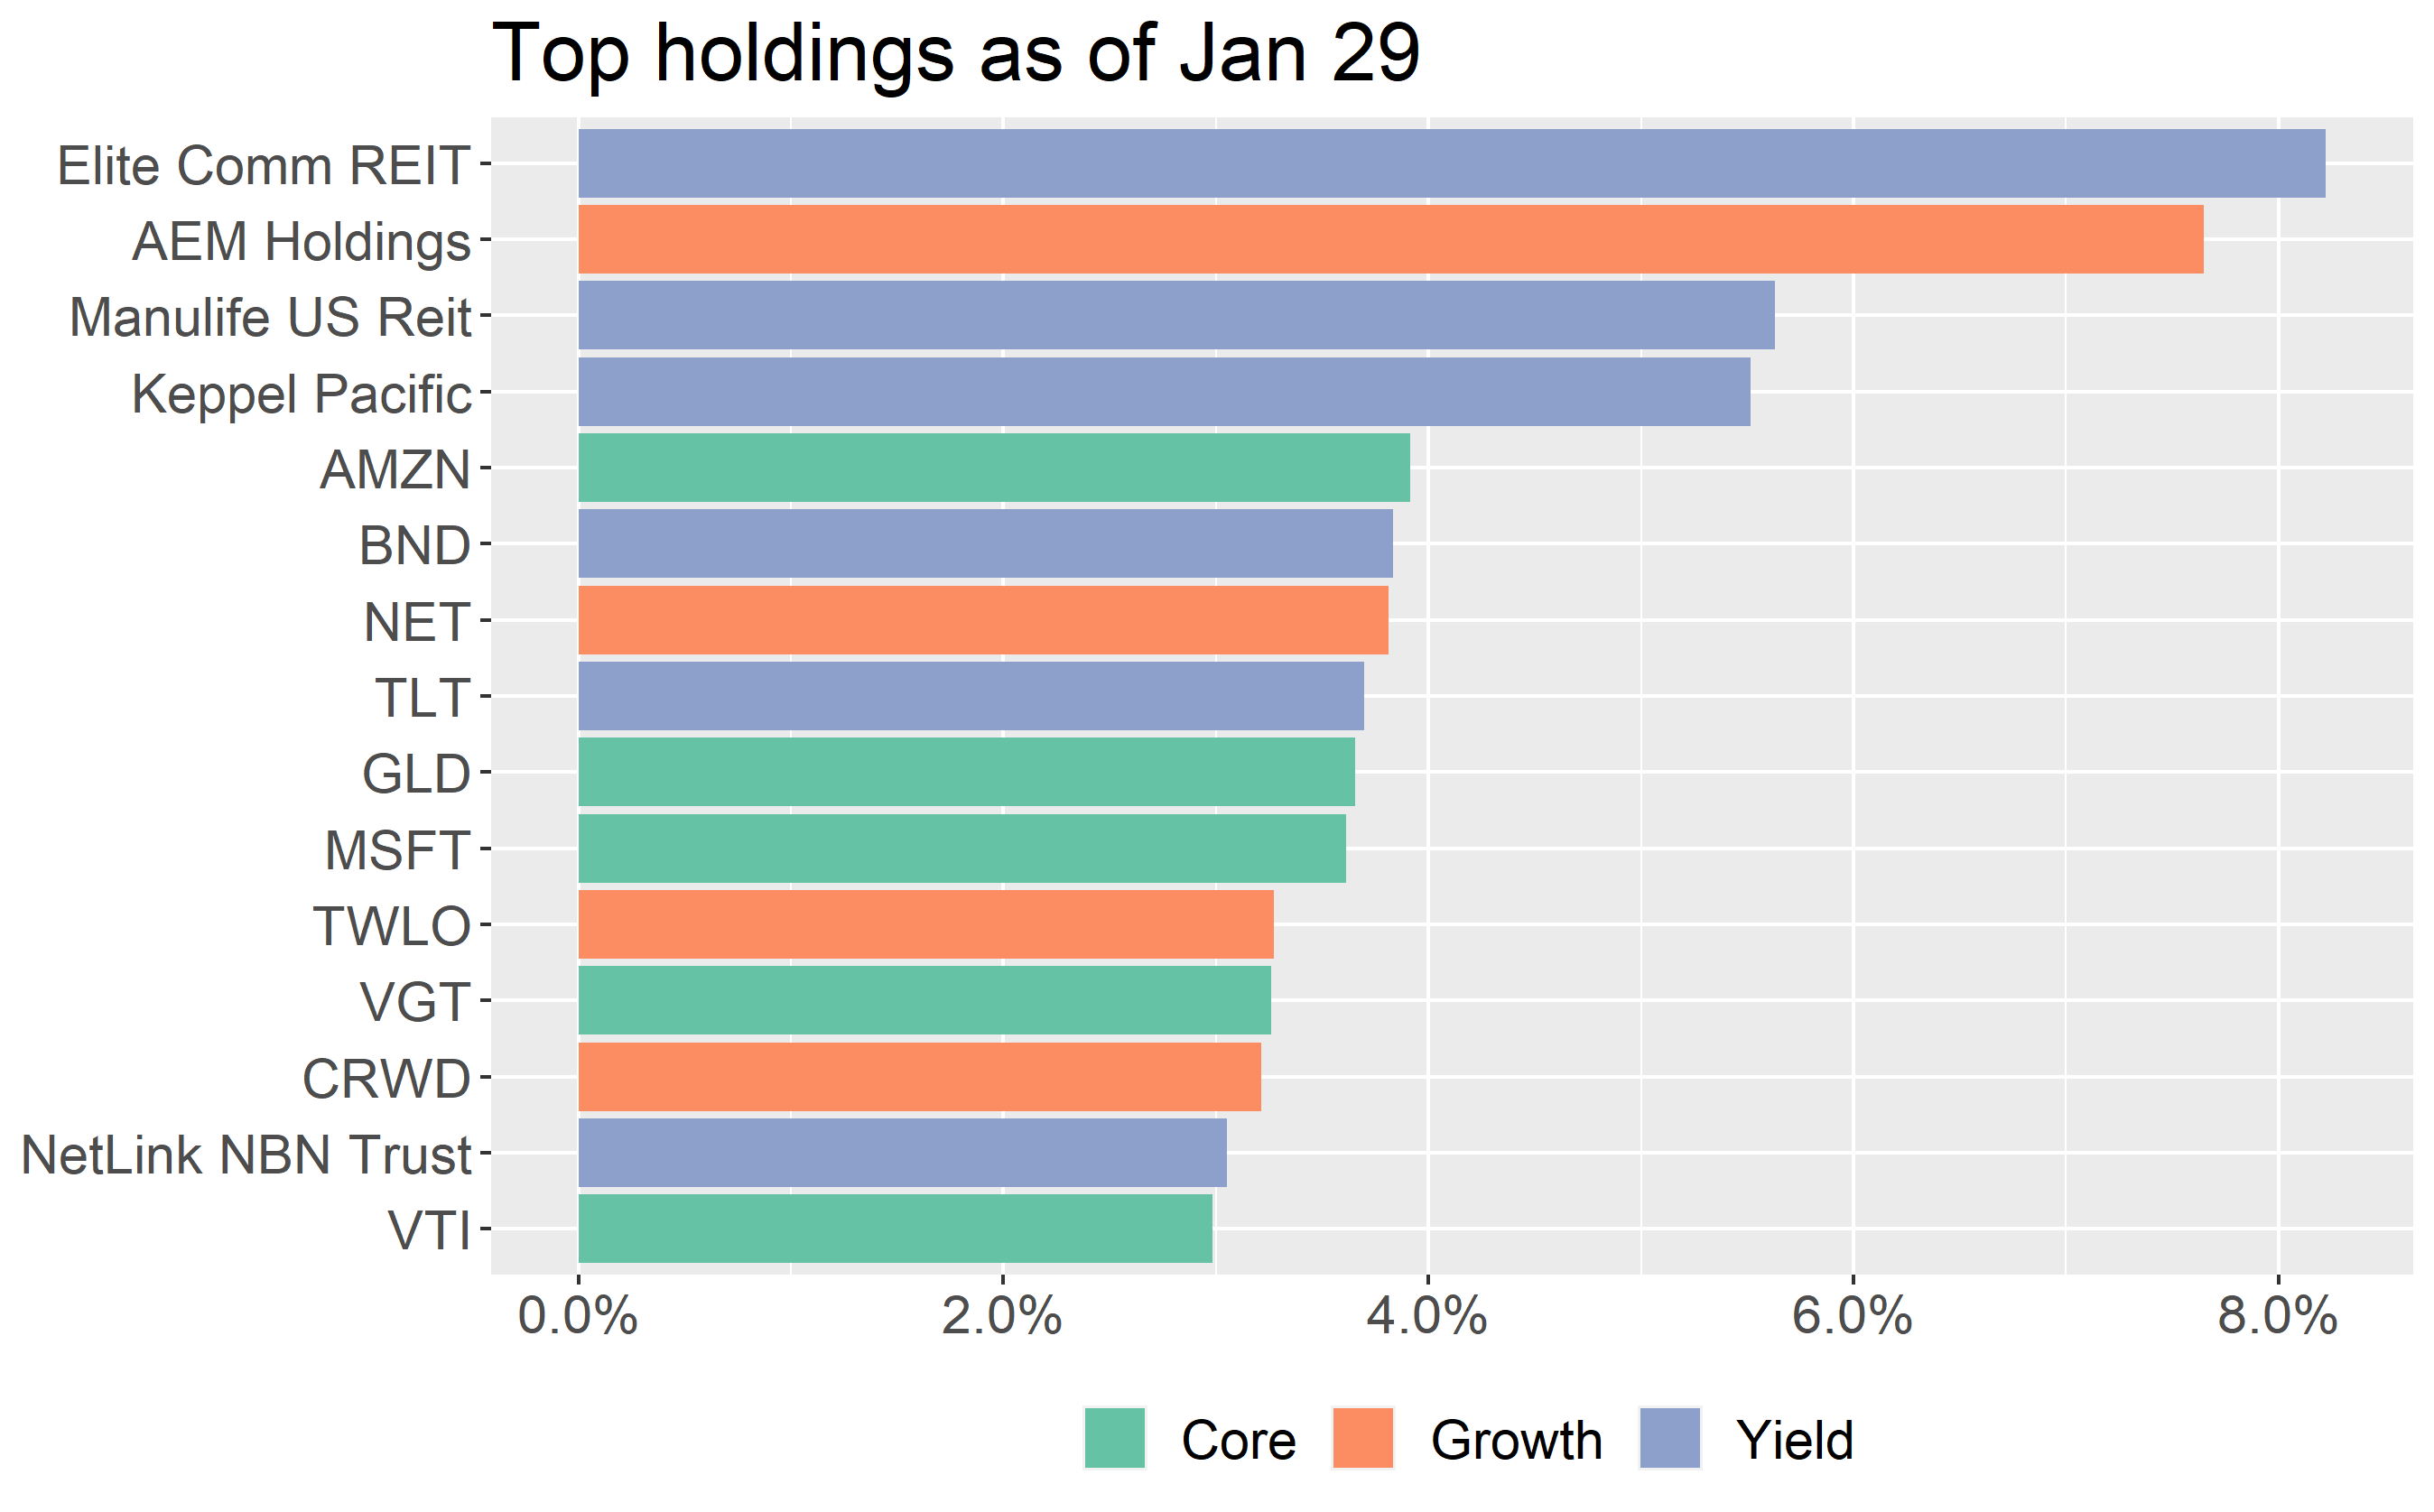 Top holdings as of Jan 29
Elite Comm REIT
AEM Holdings
Manulife US Reit
Keppel Pacific
AMZN
BND
NET
TLT
GLD
MSFT
TWLO
VGT
CRWD
NetLink NBN Trust
VTI
0.0% 2.0% 4.0% 6.0% 8.0%
Core Growth Yield